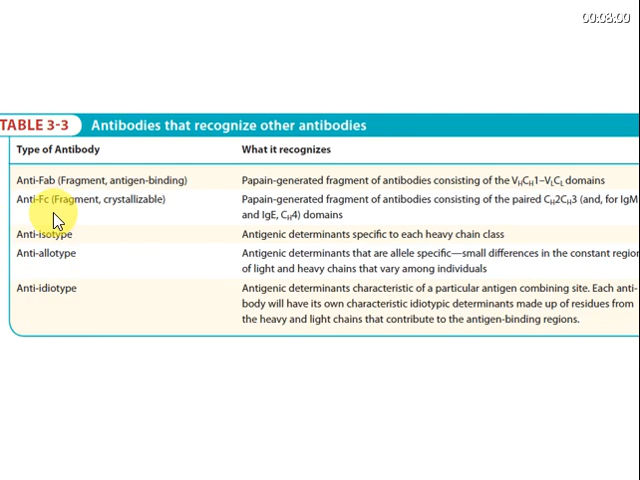 00:08:00
TABLE 3-3 Antibodies that recognize other antibodies
Type of Antibody What it recognizes
Anti-Fab (Fragment, antigen-binding) Papain-generated fragment of antibodies consisting of the VHCH1–VLCL domains
Anti-Fc (Fragment, crystallizable) Papain-generated fragment of antibodies consisting of the paired CH2CH3 (and, for IgM
and IgE, CH4) domains
Anti-isotype Antigenic determinants specific to each heavy chain class
Anti-allotype Antigenic determinants that are allele specific—small differences in the constant region
of light and heavy chains that vary among individuals
Anti-idiotype Antigenic determinants characteristic of a particular antigen combining site. Each anti-
body will have its own characteristic idiotypic determinants made up of residues from
the heavy and light chains that contribute to the antigen-binding regions.